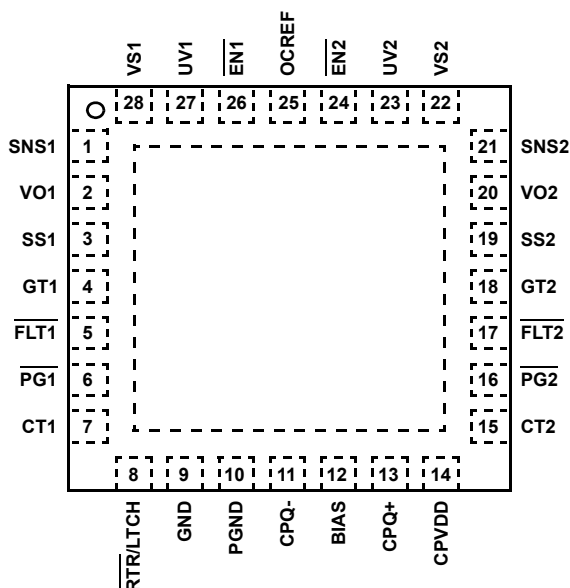 VS1
UV1
EN1
OCREF
EN2
UV2
VS2
28 27 26 25 24 23 22
SNS1 1 21 SNS2
VO1 2 20 VO2
SS1 3 19 SS2
GT1 4 18 GT2
FLT1 5 17 FLT2
PG1 6 16 PG2
CT1 7 15 CT2
8 9 10 11 12 13 14
RTR/LTCH
GND
PGND
CPQ-
BIAS
CPQ+
CPVDD